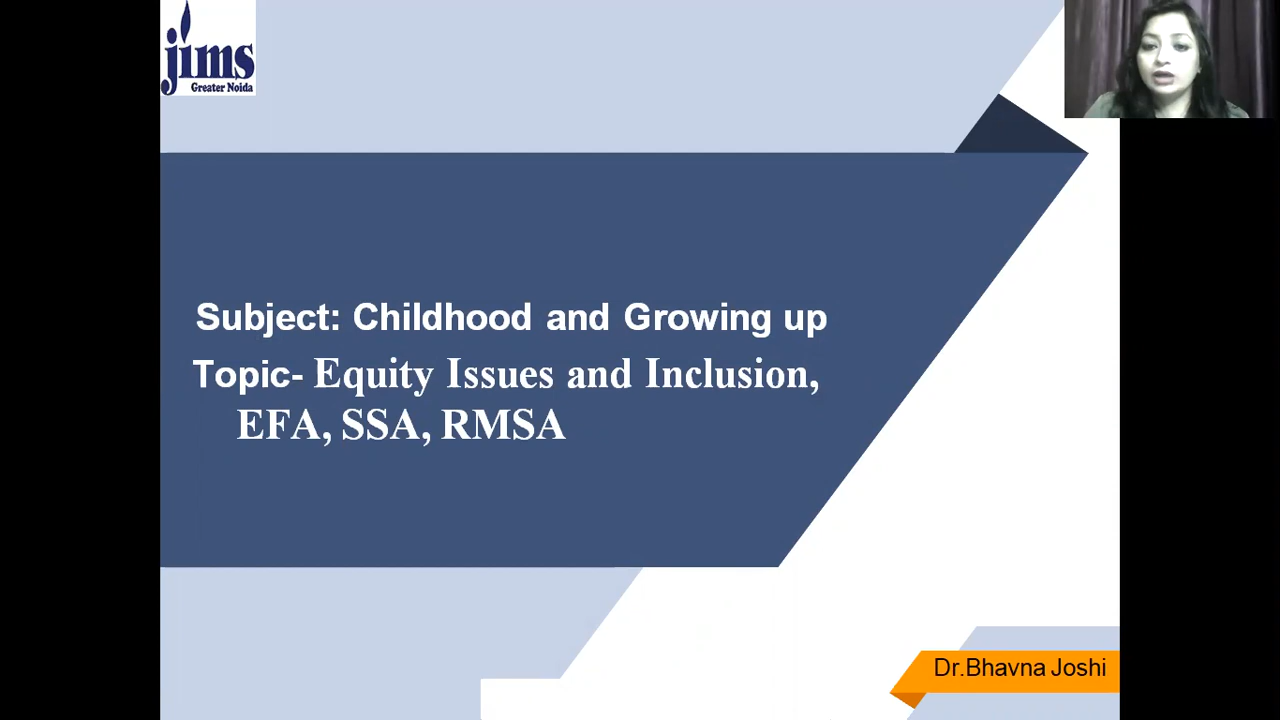 jims
Greater Noida
Subject: Childhood and Growing up
Topic- Equity Issues and Inclusion,
EFA, SSA, RMSA
Dr.Bhavna Joshi